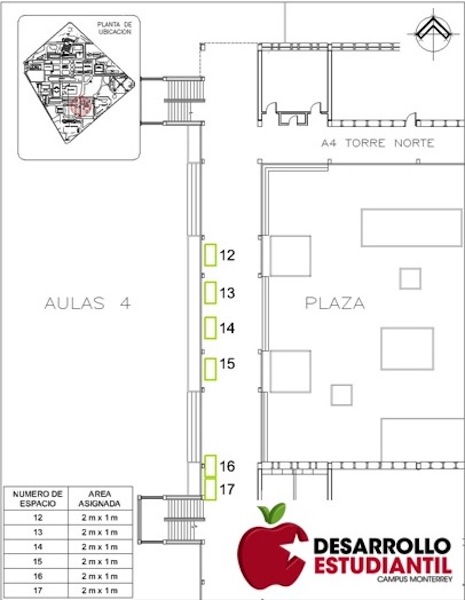 PLANTA DE
UBICACION
A4 TORRE NORTE
12
13
AULAS 4
PLAZA
14
15
16
17
NUMERO DE ESPACIO
AREA ASIGNADA
12
2 m x 1 m
13
2 m x 1 m
14
2 m x 1 m
15
2 m x 1 m
16
2 m x 1 m
17
2 m x 1 m
DESARROLLO
ESTUDIANTIL
CAMPUS MONTERREY